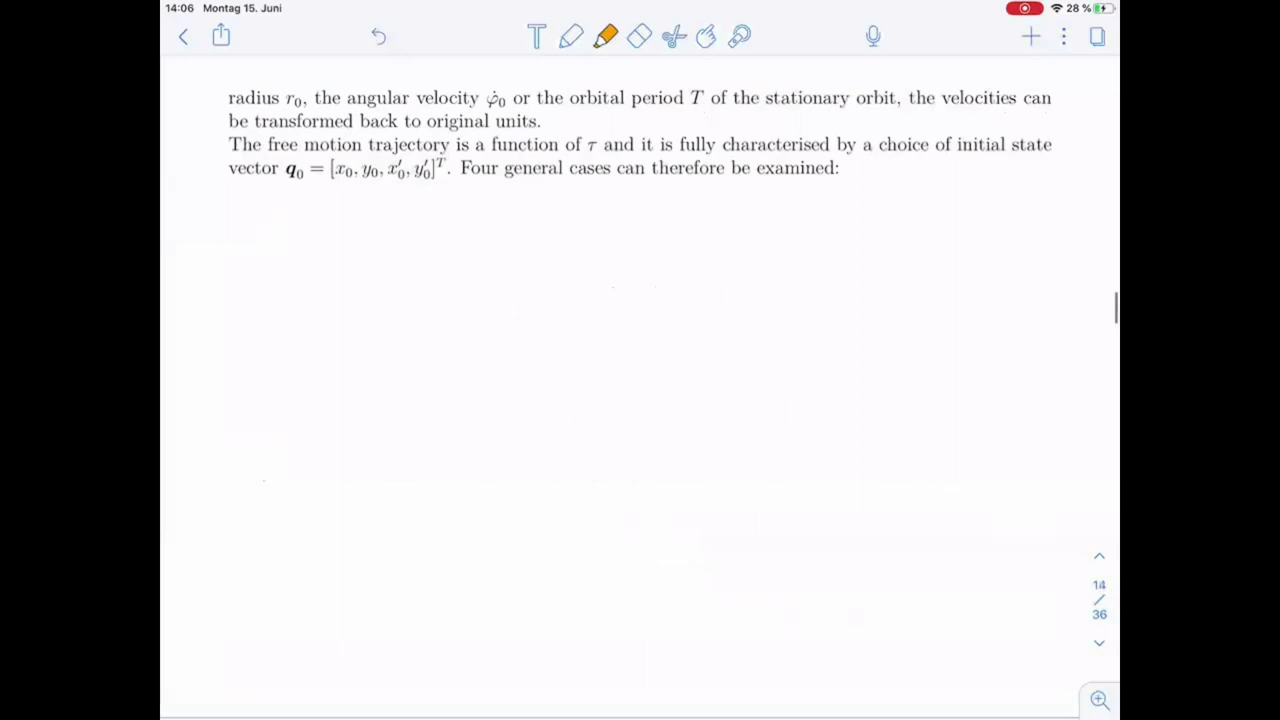 14:06 Montag 15. Juni 28 %
radius r₀, the angular velocity φ̇₀ or the orbital period T of the stationary orbit, the velocities can
be transformed back to original units.
The free motion trajectory is a function of τ and it is fully characterised by a choice of initial state
vector q₀ = [x₀, y₀, x′₀, y′₀]ᵀ. Four general cases can therefore be examined:
14
/
36